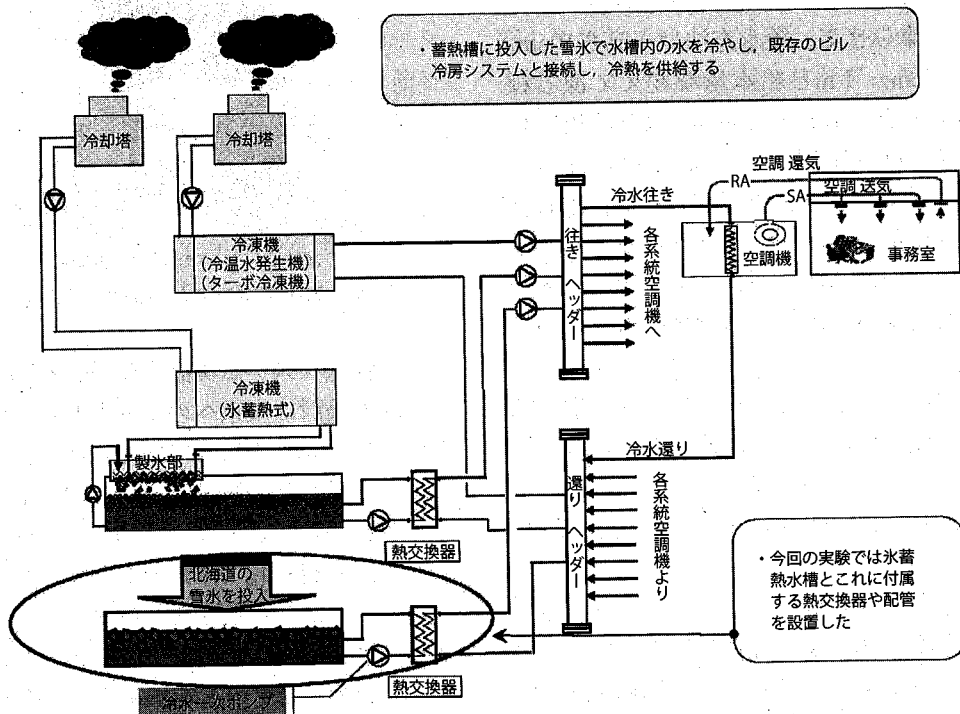 ・蓄熱槽に投入した雪氷で水槽内の水を冷やし，既存のビル
冷房システムと接続し，冷熱を供給する
冷却塔
冷却塔
空調 還気
RA
空調 送気
SA
冷水往き
空調機
事務室
冷凍機
（冷温水発生機）
（ターボ冷凍機）
往き ヘッダー
各系統空調機へ
冷凍機
（氷蓄熱式）
製氷部
冷水還り
還り ヘッダー
各系統空調機より
熱交換器
北海道の
雪氷を投入
・今回の実験では氷蓄
熱水槽とこれに付属
する熱交換器や配管
を設置した
熱交換器
冷水一次ポンプ